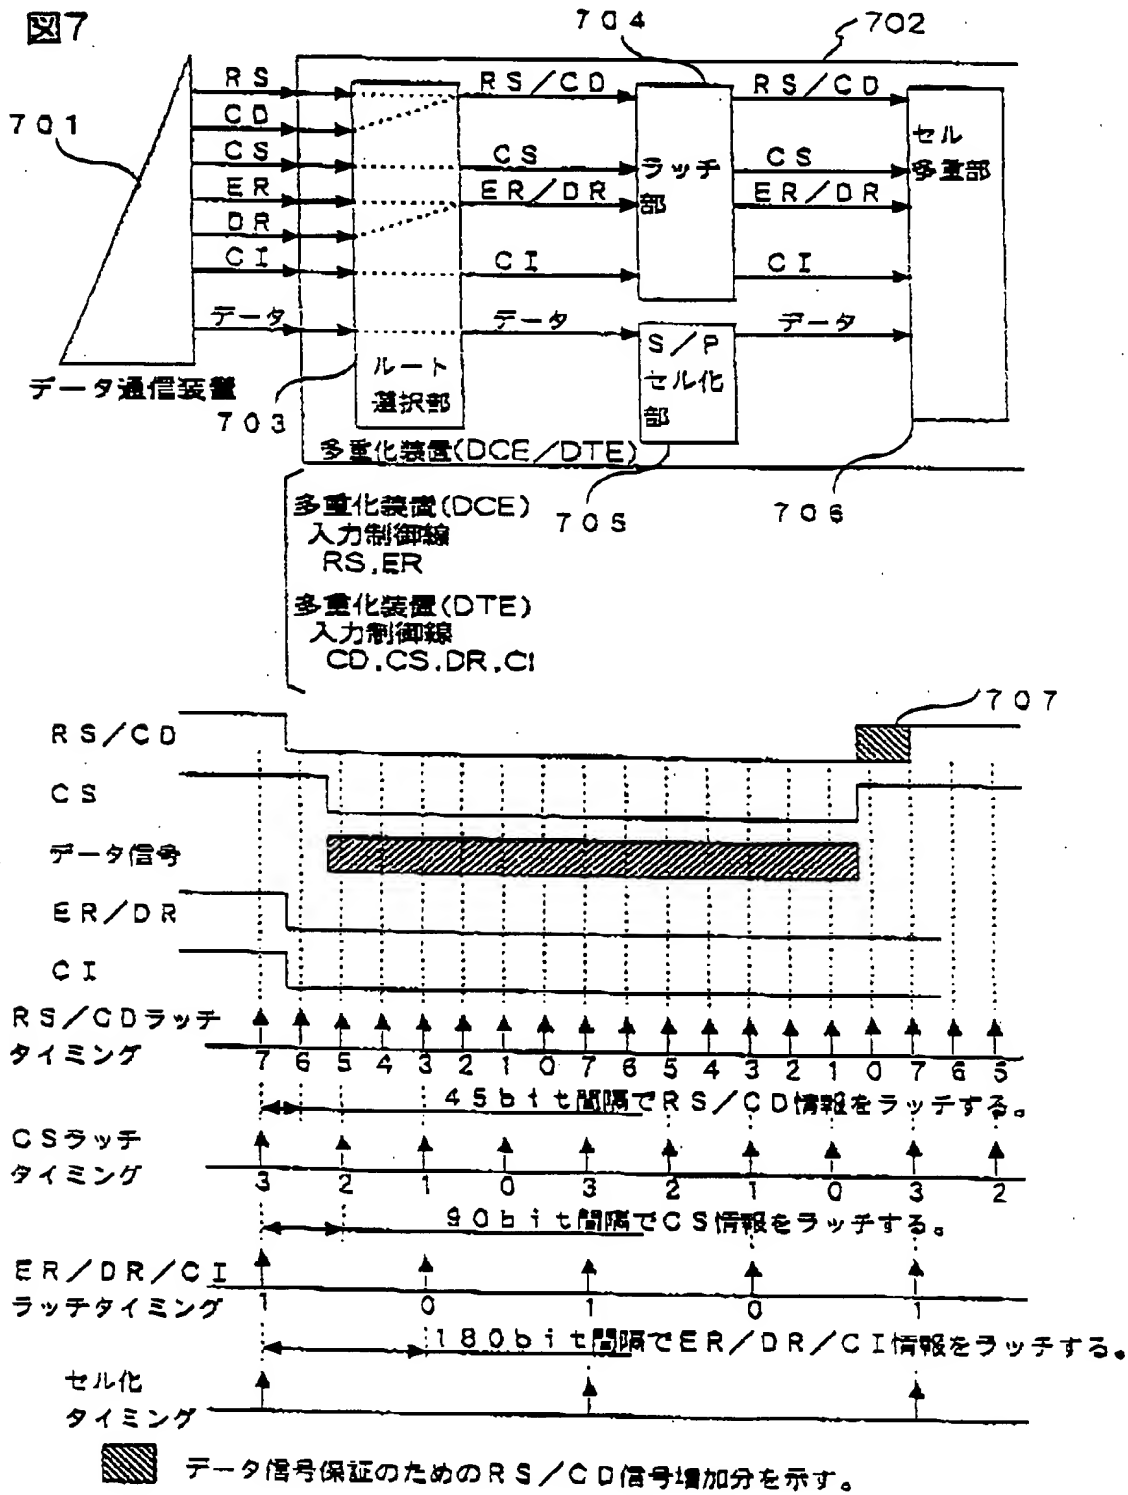 図7
704
702
701
RS
CD
CS
ER
DR
CI
データ
RS/CD
CS
ER/DR
CI
データ
RS/CD
CS
ER/DR
CI
データ
ラッチ
部
セル
多重部
S/P
セル化
部
ルート
選択部
データ通信装置
703
多重化装置(DCE/DTE)
705
706
多重化装置(DCE)
入力制御線
RS,ER
多重化装置(DTE)
入力制御線
CD,CS,DR,CI
707
RS/CD
CS
データ信号
ER/DR
CI
RS/CDラッチ
タイミング
7 6 5 4 3 2 1 0 7 6 5 4 3 2 1 0 7 6 5
45bit間隔でRS/CD情報をラッチする。
CSラッチ
タイミング
3 2 1 0 3 2 1 0 3 2
90bit間隔でCS情報をラッチする。
ER/DR/CI
ラッチタイミング
1 0 1 0 1
180bit間隔でER/DR/CI情報をラッチする。
セル化
タイミング
データ信号保証のためのRS/CD信号増加分を示す。